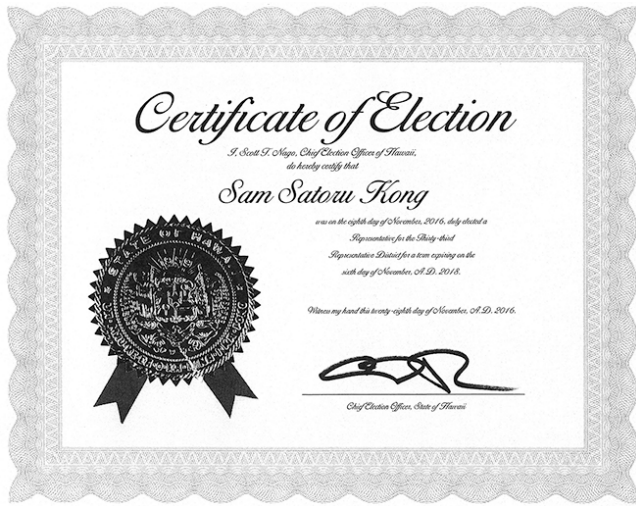 Certificate of Election
I, Scott T. Nago, Chief Election Officer of Hawaii,
do hereby certify that
Sam Satoru Kong
was on the eighth day of November, 2016, duly elected a
Representative for the Thirty-third
Representative District for a term expiring on the
sixth day of November, A.D. 2018.
Witness my hand this twenty-eighth day of November, A.D. 2016.
STATE OF HAWAII
Chief Election Officer, State of Hawaii